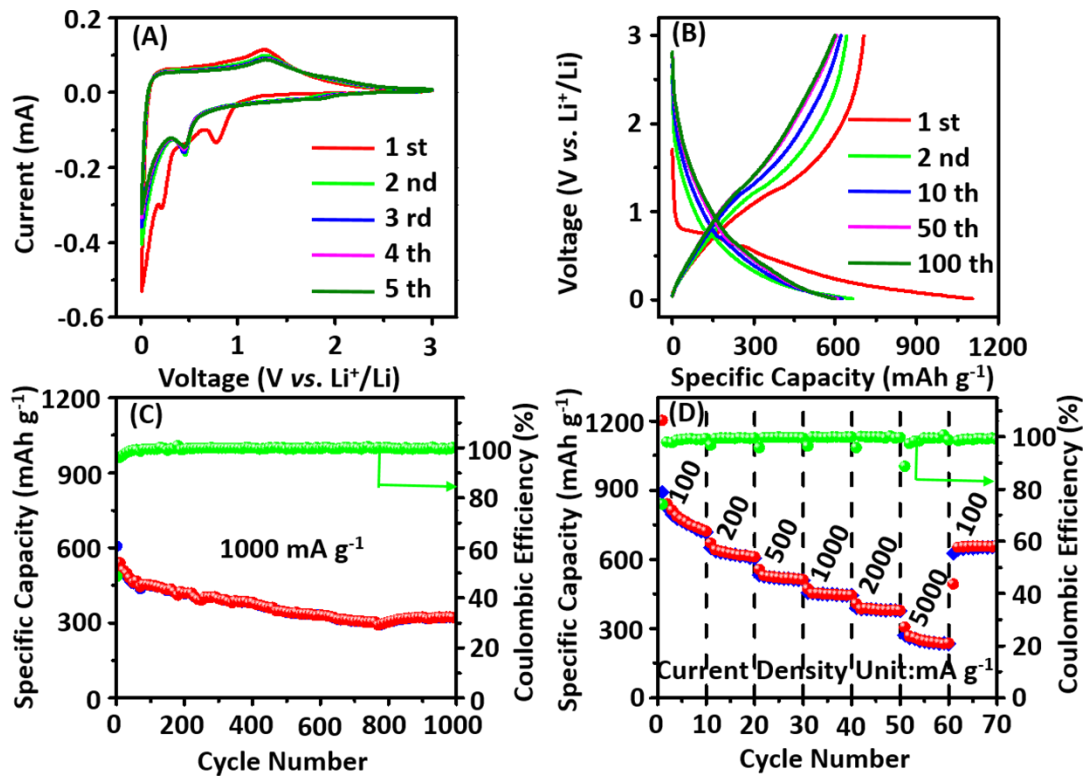 (A)
0.2
0.0
-0.2
-0.4
-0.6
Current (mA)
1 st
2 nd
3 rd
4 th
5 th
0 1 2 3
Voltage (V vs. Li⁺/Li)
(B)
3
2
1
0
Voltage (V vs. Li⁺/Li)
1 st
2 nd
10 th
50 th
100 th
0 300 600 900 1200
Specific Capacity (mAh g⁻¹)
(C)
1200
900
600
300
0
Specific Capacity (mAh g⁻¹)
1000 mA g⁻¹
100
80
60
40
20
0
Coulombic Efficiency (%)
0 200 400 600 800 1000
Cycle Number
(D)
1200
900
600
300
0
Specific Capacity (mAh g⁻¹)
100
200
500
1000
2000
5000
100
Current Density Unit:mA g⁻¹
100
80
60
40
20
0
Coulombic Efficiency (%)
0 10 20 30 40 50 60 70
Cycle Number